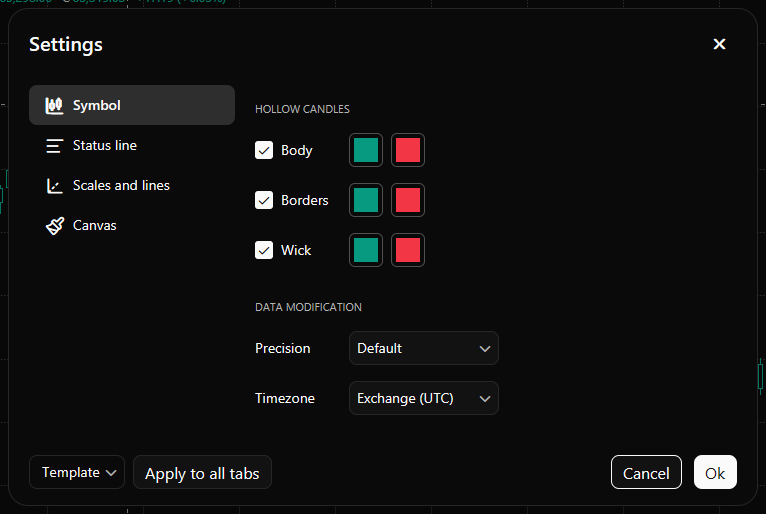 Settings
Symbol
Status line
Scales and lines
Canvas
HOLLOW CANDLES
Body
Borders
Wick
DATA MODIFICATION
Precision Default
Timezone Exchange (UTC)
Template Apply to all tabs Cancel Ok